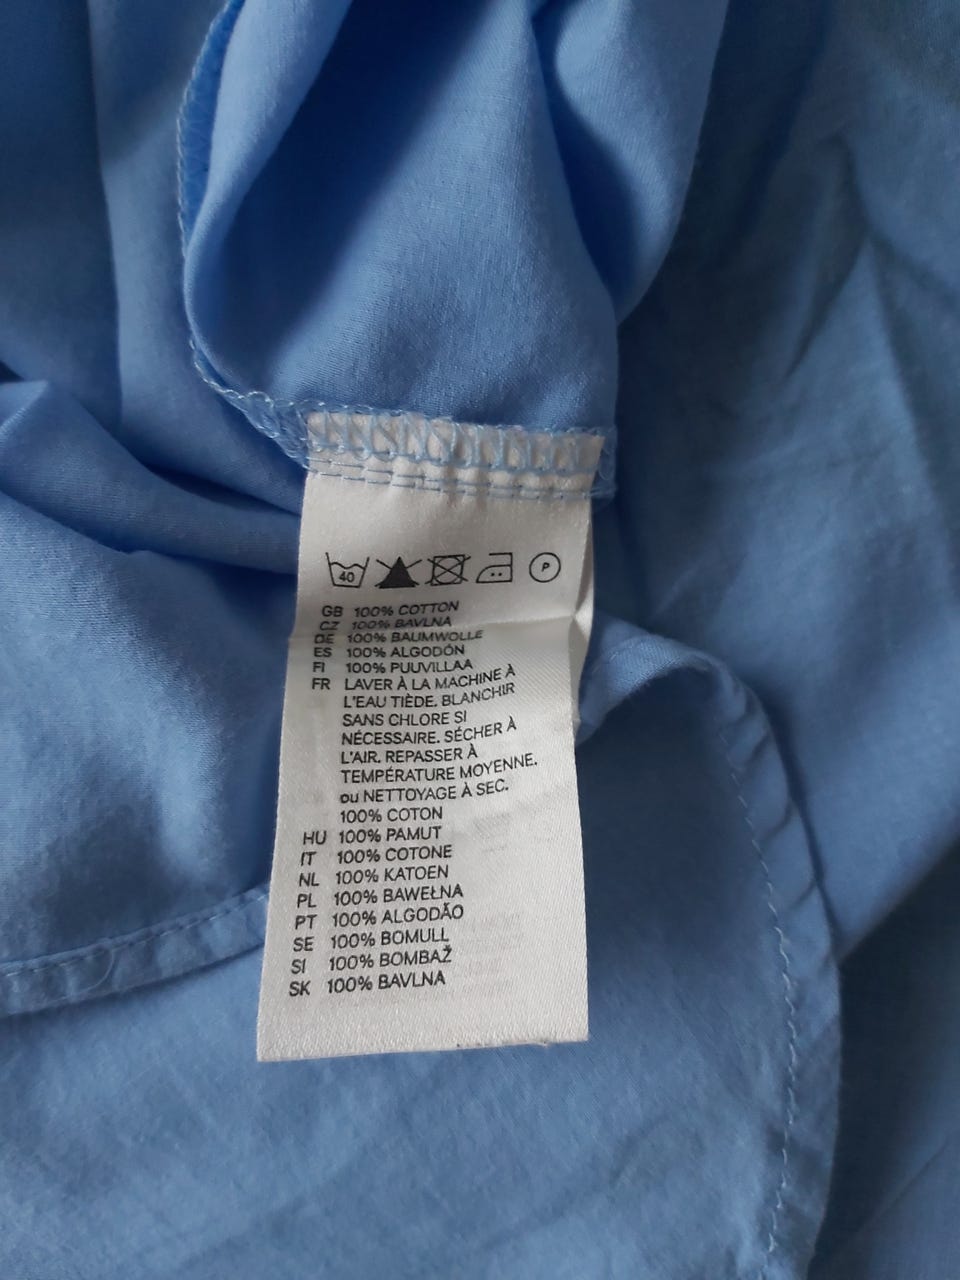 40 P
GB 100% COTTON
CZ 100% BAVLNA
DE 100% BAUMWOLLE
ES 100% ALGODÓN
FI 100% PUUVILLAA
FR LAVER À LA MACHINE À
L'EAU TIÈDE. BLANCHIR
SANS CHLORE SI
NÉCESSAIRE. SÉCHER À
L'AIR. REPASSER À
TEMPÉRATURE MOYENNE.
ou NETTOYAGE À SEC.
100% COTON
HU 100% PAMUT
IT 100% COTONE
NL 100% KATOEN
PL 100% BAWEŁNA
PT 100% ALGODÃO
SE 100% BOMULL
SI 100% BOMBAŽ
SK 100% BAVLNA